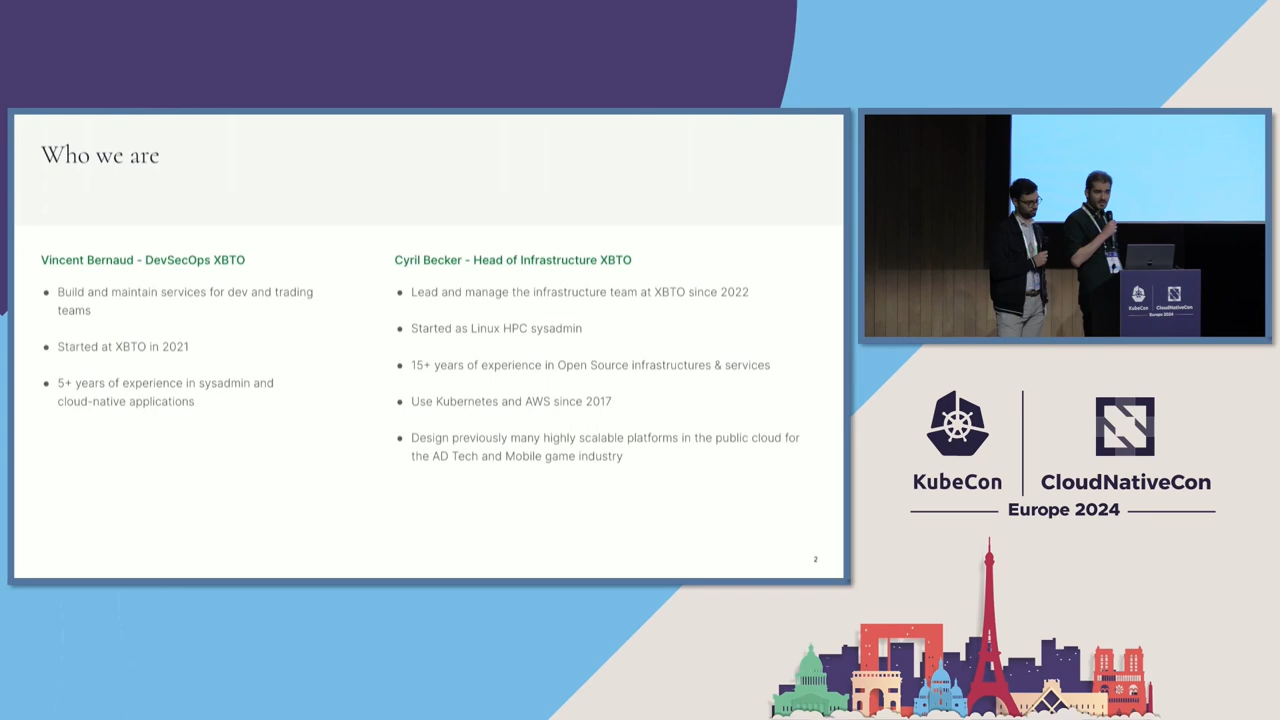 Who we are
Vincent Bernaud - DevSecOps XBTO
Build and maintain services for dev and trading
teams
Started at XBTO in 2021
5+ years of experience in sysadmin and
cloud-native applications
Cyril Becker - Head of Infrastructure XBTO
Lead and manage the infrastructure team at XBTO since 2022
Started as Linux HPC sysadmin
15+ years of experience in Open Source infrastructures & services
Use Kubernetes and AWS since 2017
Design previously many highly scalable platforms in the public cloud for
the AD Tech and Mobile game industry
2
KubeCon
CloudNativeCon
Europe 2024
KubeCon
CloudNativeCon
Europe 2024